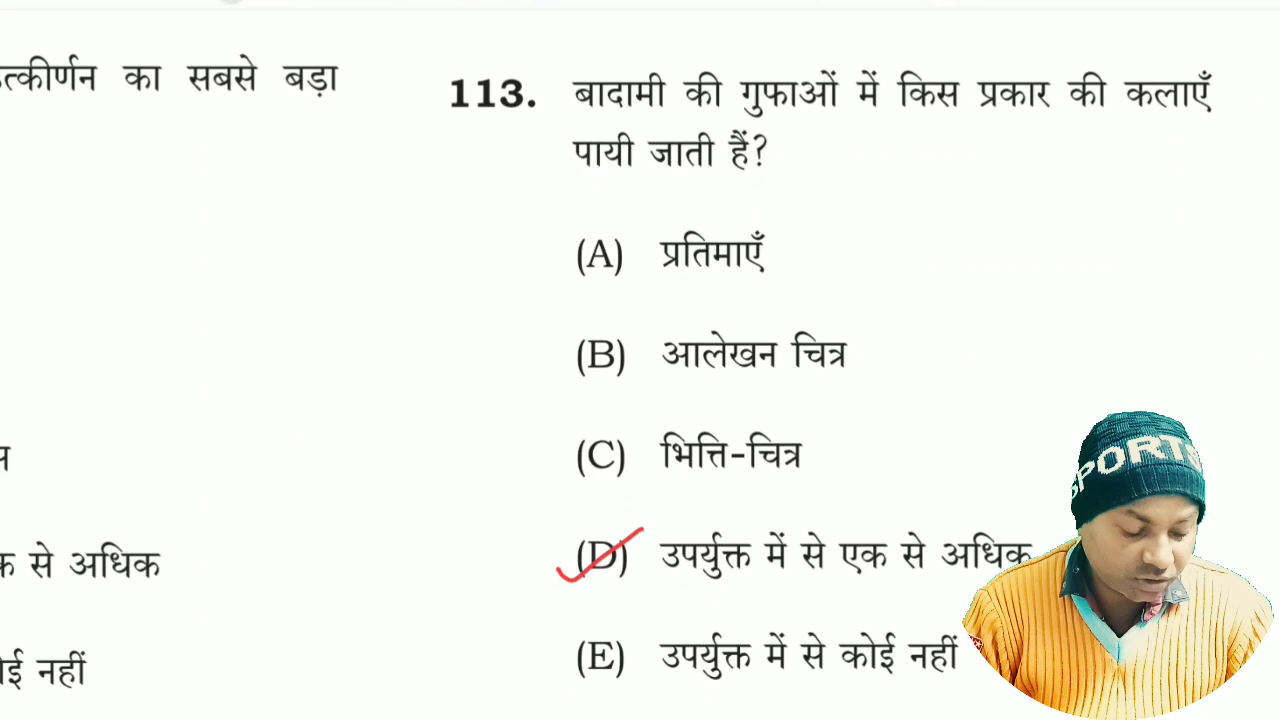 त्कीर्णन का सबसे बड़ा
113. बादामी की गुफाओं में किस प्रकार की कलाएँ
पायी जाती हैं?
(A) प्रतिमाएँ
(B) आलेखन चित्र
(C) भित्ति-चित्र
(D) उपर्युक्त में से एक से अधिक
(E) उपर्युक्त में से कोई नहीं
से अधिक
नहीं
SPORTS